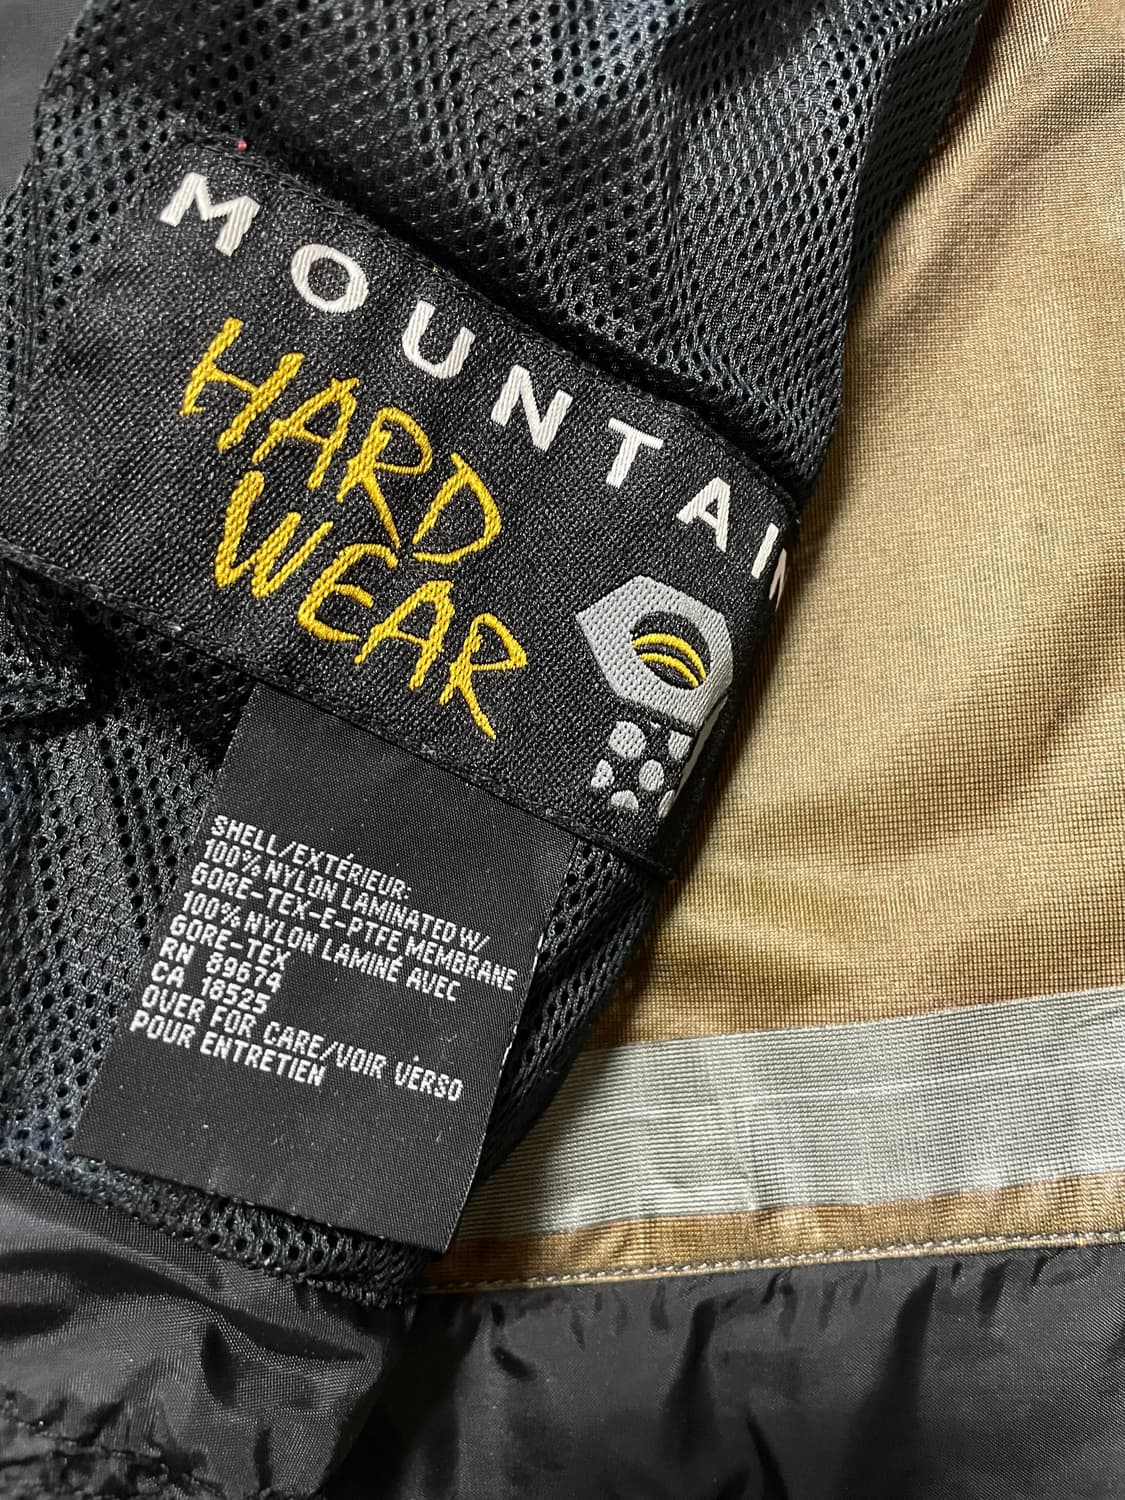 MOUNTAIN
HARD
WEAR
SHELL/EXTÉRIEUR:
100% NYLON LAMINATED W/
GORE-TEX-E-PTFE MEMBRANE
100% NYLON LAMINÉ AVEC
GORE-TEX
RN 89674
CA 16525
OVER FOR CARE/VOIR VERSO
POUR ENTRETIEN